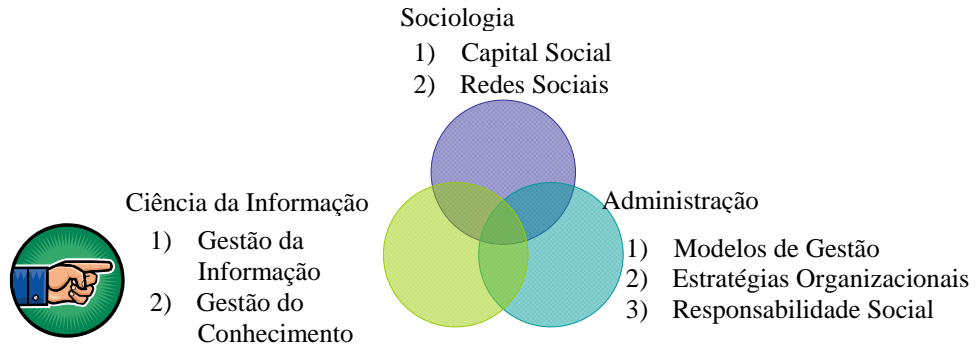 Sociologia
1) Capital Social
2) Redes Sociais
Ciência da Informação
1) Gestão da
Informação
2) Gestão do
Conhecimento
Administração
1) Modelos de Gestão
2) Estratégias Organizacionais
3) Responsabilidade Social